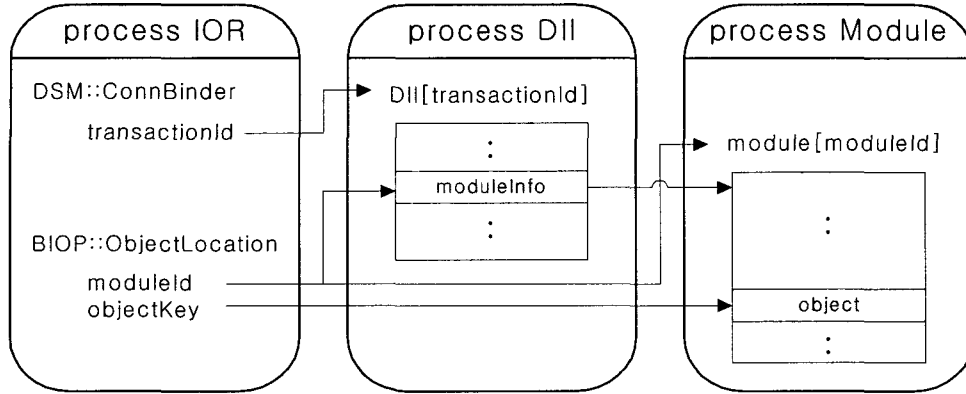 process IOR
DSM::ConnBinder
transactionId
BIOP::ObjectLocation
moduleId
objectKey
process DII
DII[transactionId]
:
moduleInfo
:
process Module
module[moduleId]
:
object
: